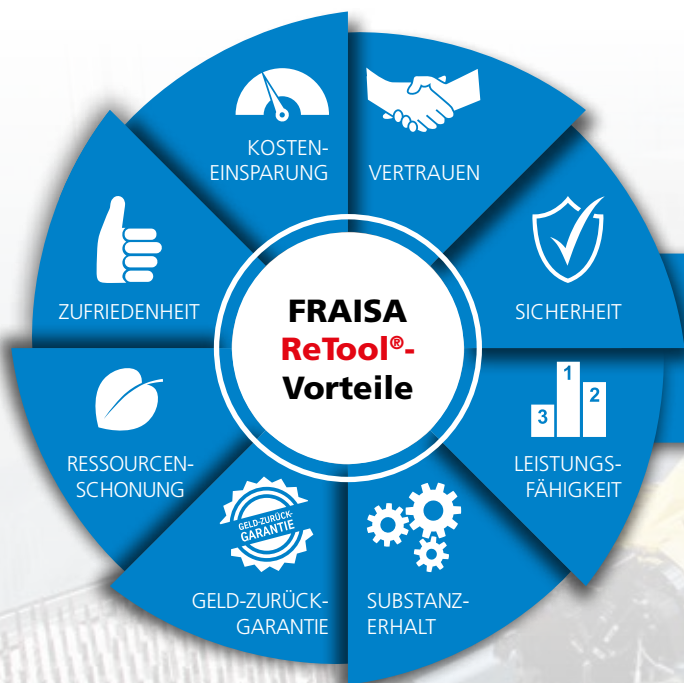 FRAISA
ReTool®-
Vorteile
KOSTEN-
EINSPARUNG
VERTRAUEN
SICHERHEIT
1
2
3
LEISTUNGS-
FÄHIGKEIT
SUBSTANZ-
ERHALT
GELD-ZURÜCK-
GARANTIE
GELD-ZURÜCK-
GARANTIE
RESSOURCEN-
SCHONUNG
ZUFRIEDENHEIT